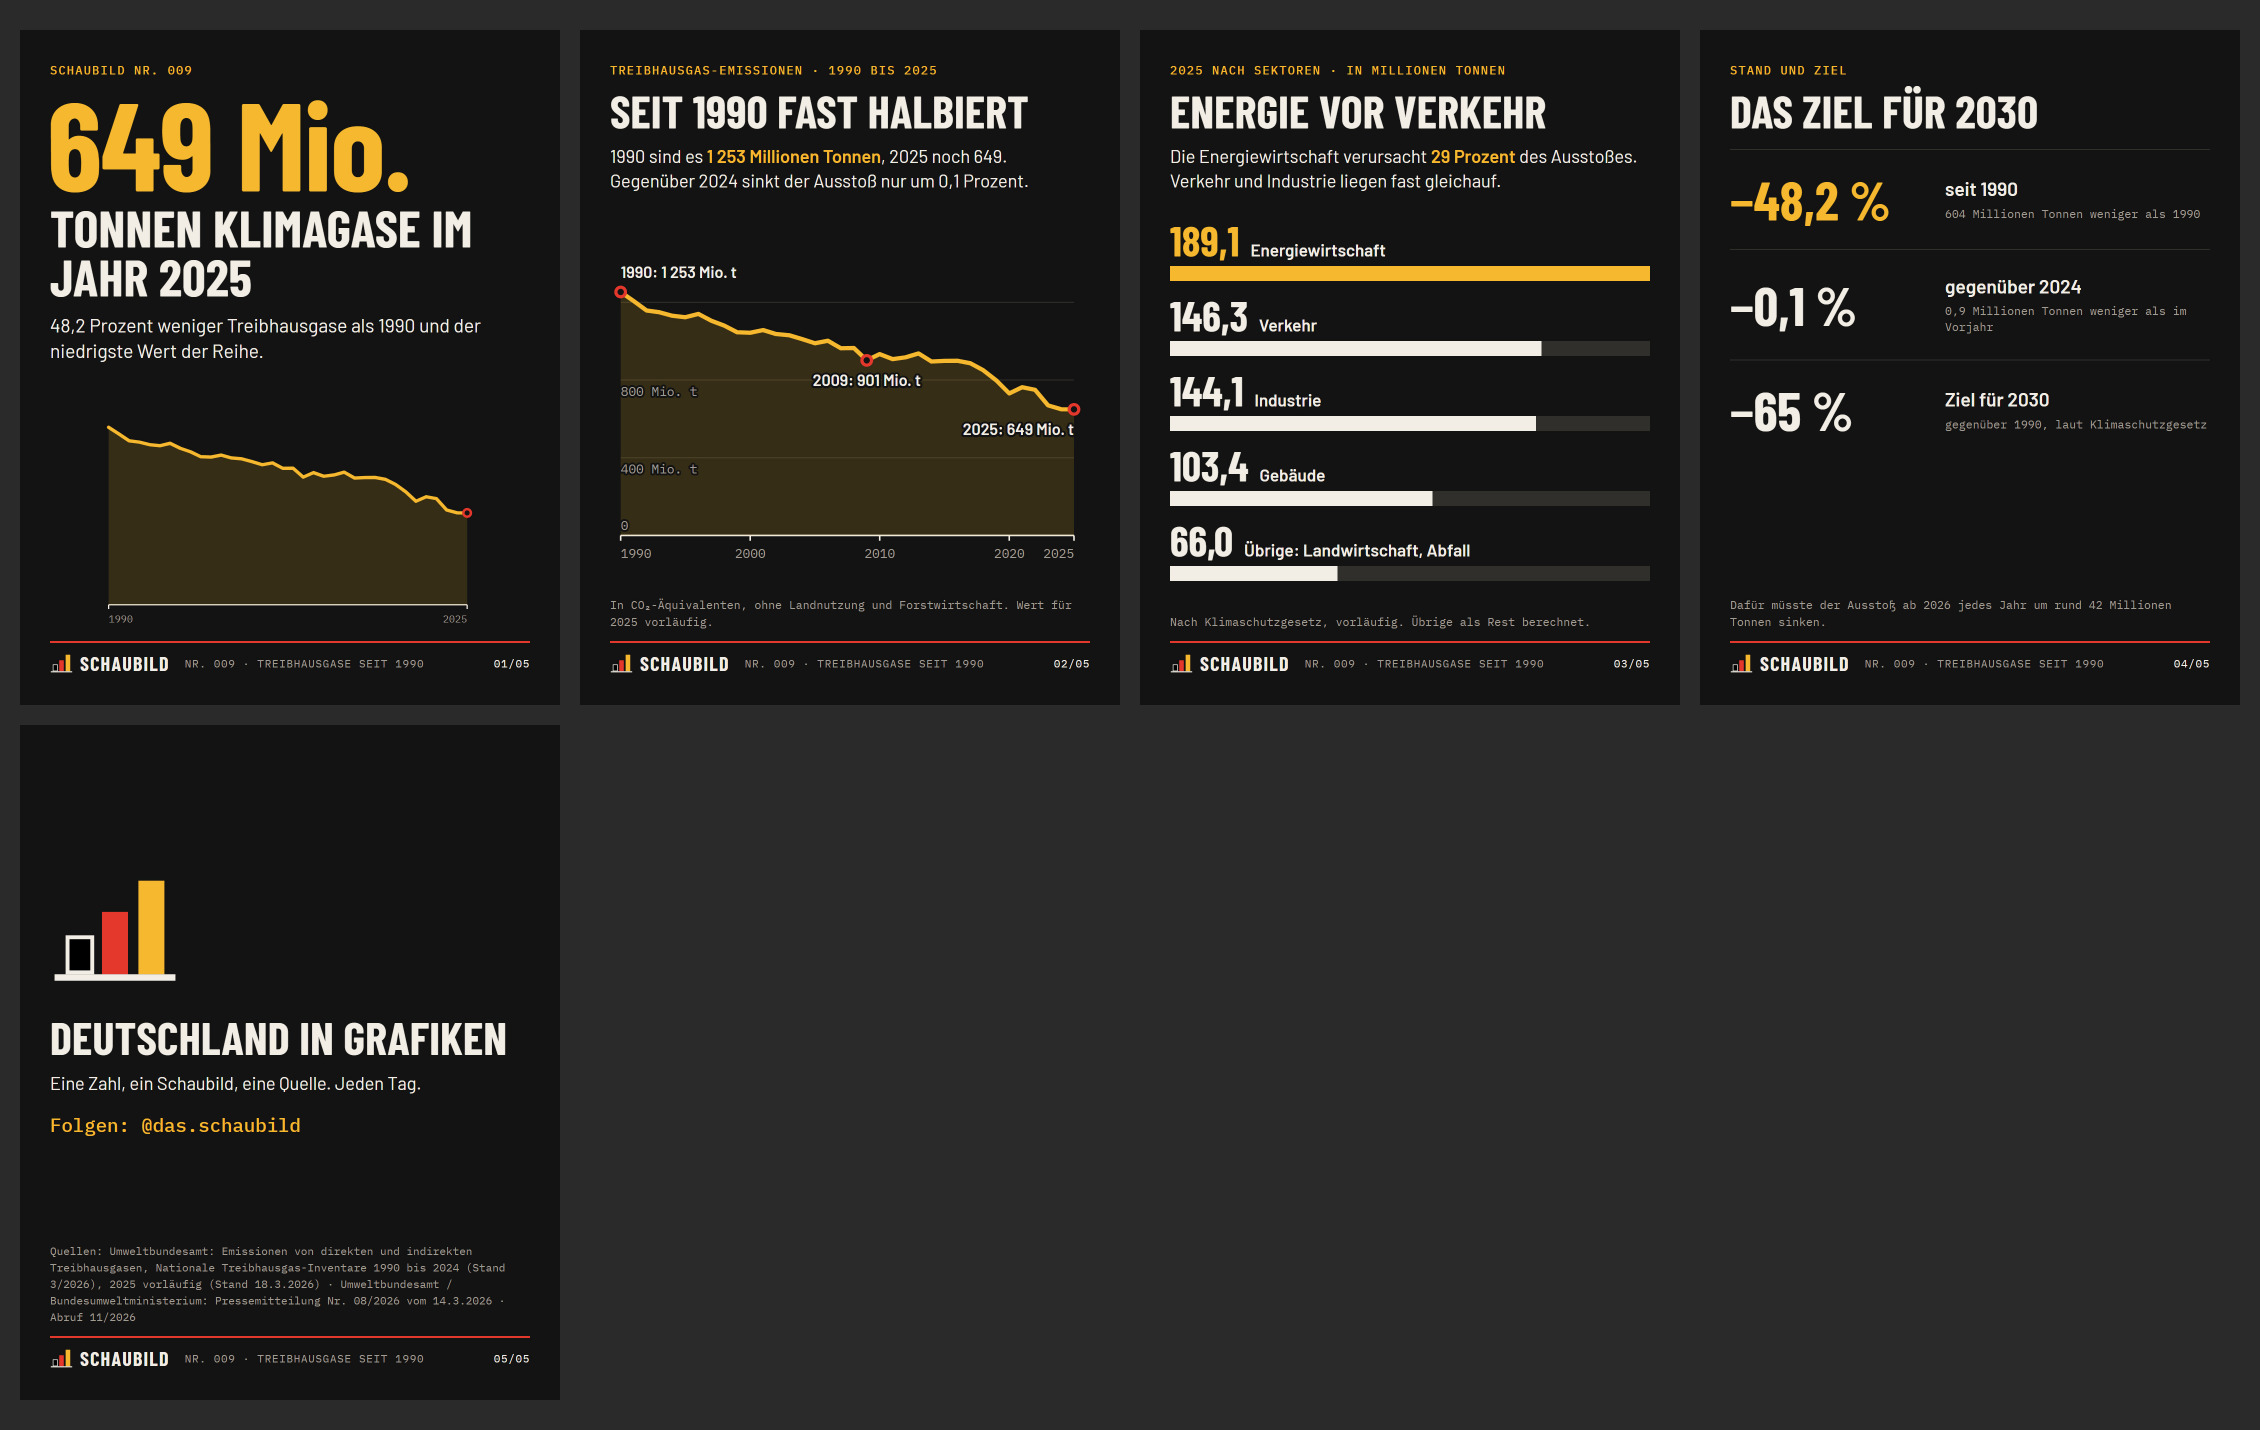 SCHAUBILD NR. 009
649 Mio.
TONNEN KLIMAGASE IM
JAHR 2025
48,2 Prozent weniger Treibhausgase als 1990 und der
niedrigste Wert der Reihe.
1990 2025
SCHAUBILD NR. 009 · TREIBHAUSGASE SEIT 1990 01/05
TREIBHAUSGAS-EMISSIONEN · 1990 BIS 2025
SEIT 1990 FAST HALBIERT
1990 sind es 1 253 Millionen Tonnen, 2025 noch 649.
Gegenüber 2024 sinkt der Ausstoß nur um 0,1 Prozent.
1990: 1 253 Mio. t
2009: 901 Mio. t
800 Mio. t
2025: 649 Mio. t
400 Mio. t
0
1990 2000 2010 2020 2025
In CO₂-Äquivalenten, ohne Landnutzung und Forstwirtschaft. Wert für
2025 vorläufig.
SCHAUBILD NR. 009 · TREIBHAUSGASE SEIT 1990 02/05
2025 NACH SEKTOREN · IN MILLIONEN TONNEN
ENERGIE VOR VERKEHR
Die Energiewirtschaft verursacht 29 Prozent des Ausstoßes.
Verkehr und Industrie liegen fast gleichauf.
189,1 Energiewirtschaft
146,3 Verkehr
144,1 Industrie
103,4 Gebäude
66,0 Übrige: Landwirtschaft, Abfall
Nach Klimaschutzgesetz, vorläufig. Übrige als Rest berechnet.
SCHAUBILD NR. 009 · TREIBHAUSGASE SEIT 1990 03/05
STAND UND ZIEL
DAS ZIEL FÜR 2030
−48,2 % seit 1990
604 Millionen Tonnen weniger als 1990
−0,1 % gegenüber 2024
0,9 Millionen Tonnen weniger als im
Vorjahr
−65 % Ziel für 2030
gegenüber 1990, laut Klimaschutzgesetz
Dafür müsste der Ausstoß ab 2026 jedes Jahr um rund 42 Millionen
Tonnen sinken.
SCHAUBILD NR. 009 · TREIBHAUSGASE SEIT 1990 04/05
DEUTSCHLAND IN GRAFIKEN
Eine Zahl, ein Schaubild, eine Quelle. Jeden Tag.
Folgen: @das.schaubild
Quellen: Umweltbundesamt: Emissionen von direkten und indirekten
Treibhausgasen, Nationale Treibhausgas-Inventare 1990 bis 2024 (Stand
3/2026), 2025 vorläufig (Stand 18.3.2026) · Umweltbundesamt /
Bundesumweltministerium: Pressemitteilung Nr. 08/2026 vom 14.3.2026 ·
Abruf 11/2026
SCHAUBILD NR. 009 · TREIBHAUSGASE SEIT 1990 05/05